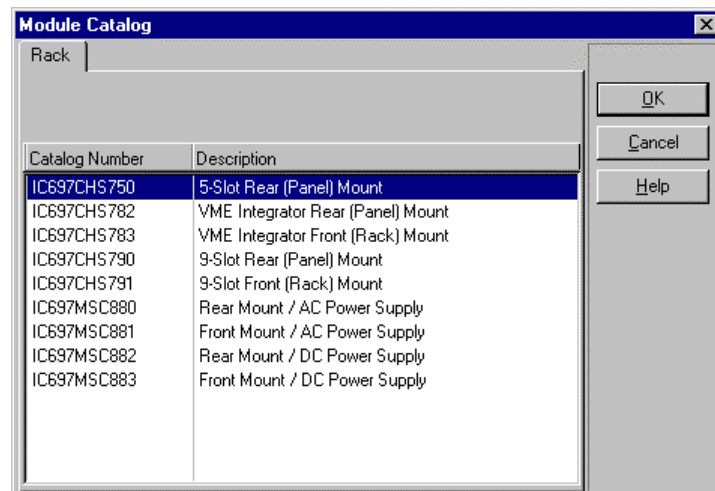 Module Catalog
Rack
OK
Cancel
Help
Catalog Number Description
IC697CHS750 5-Slot Rear (Panel) Mount
IC697CHS782 VME Integrator Rear (Panel) Mount
IC697CHS783 VME Integrator Front (Rack) Mount
IC697CHS790 9-Slot Rear (Panel) Mount
IC697CHS791 9-Slot Front (Rack) Mount
IC697MSC880 Rear Mount / AC Power Supply
IC697MSC881 Front Mount / AC Power Supply
IC697MSC882 Rear Mount / DC Power Supply
IC697MSC883 Front Mount / DC Power Supply